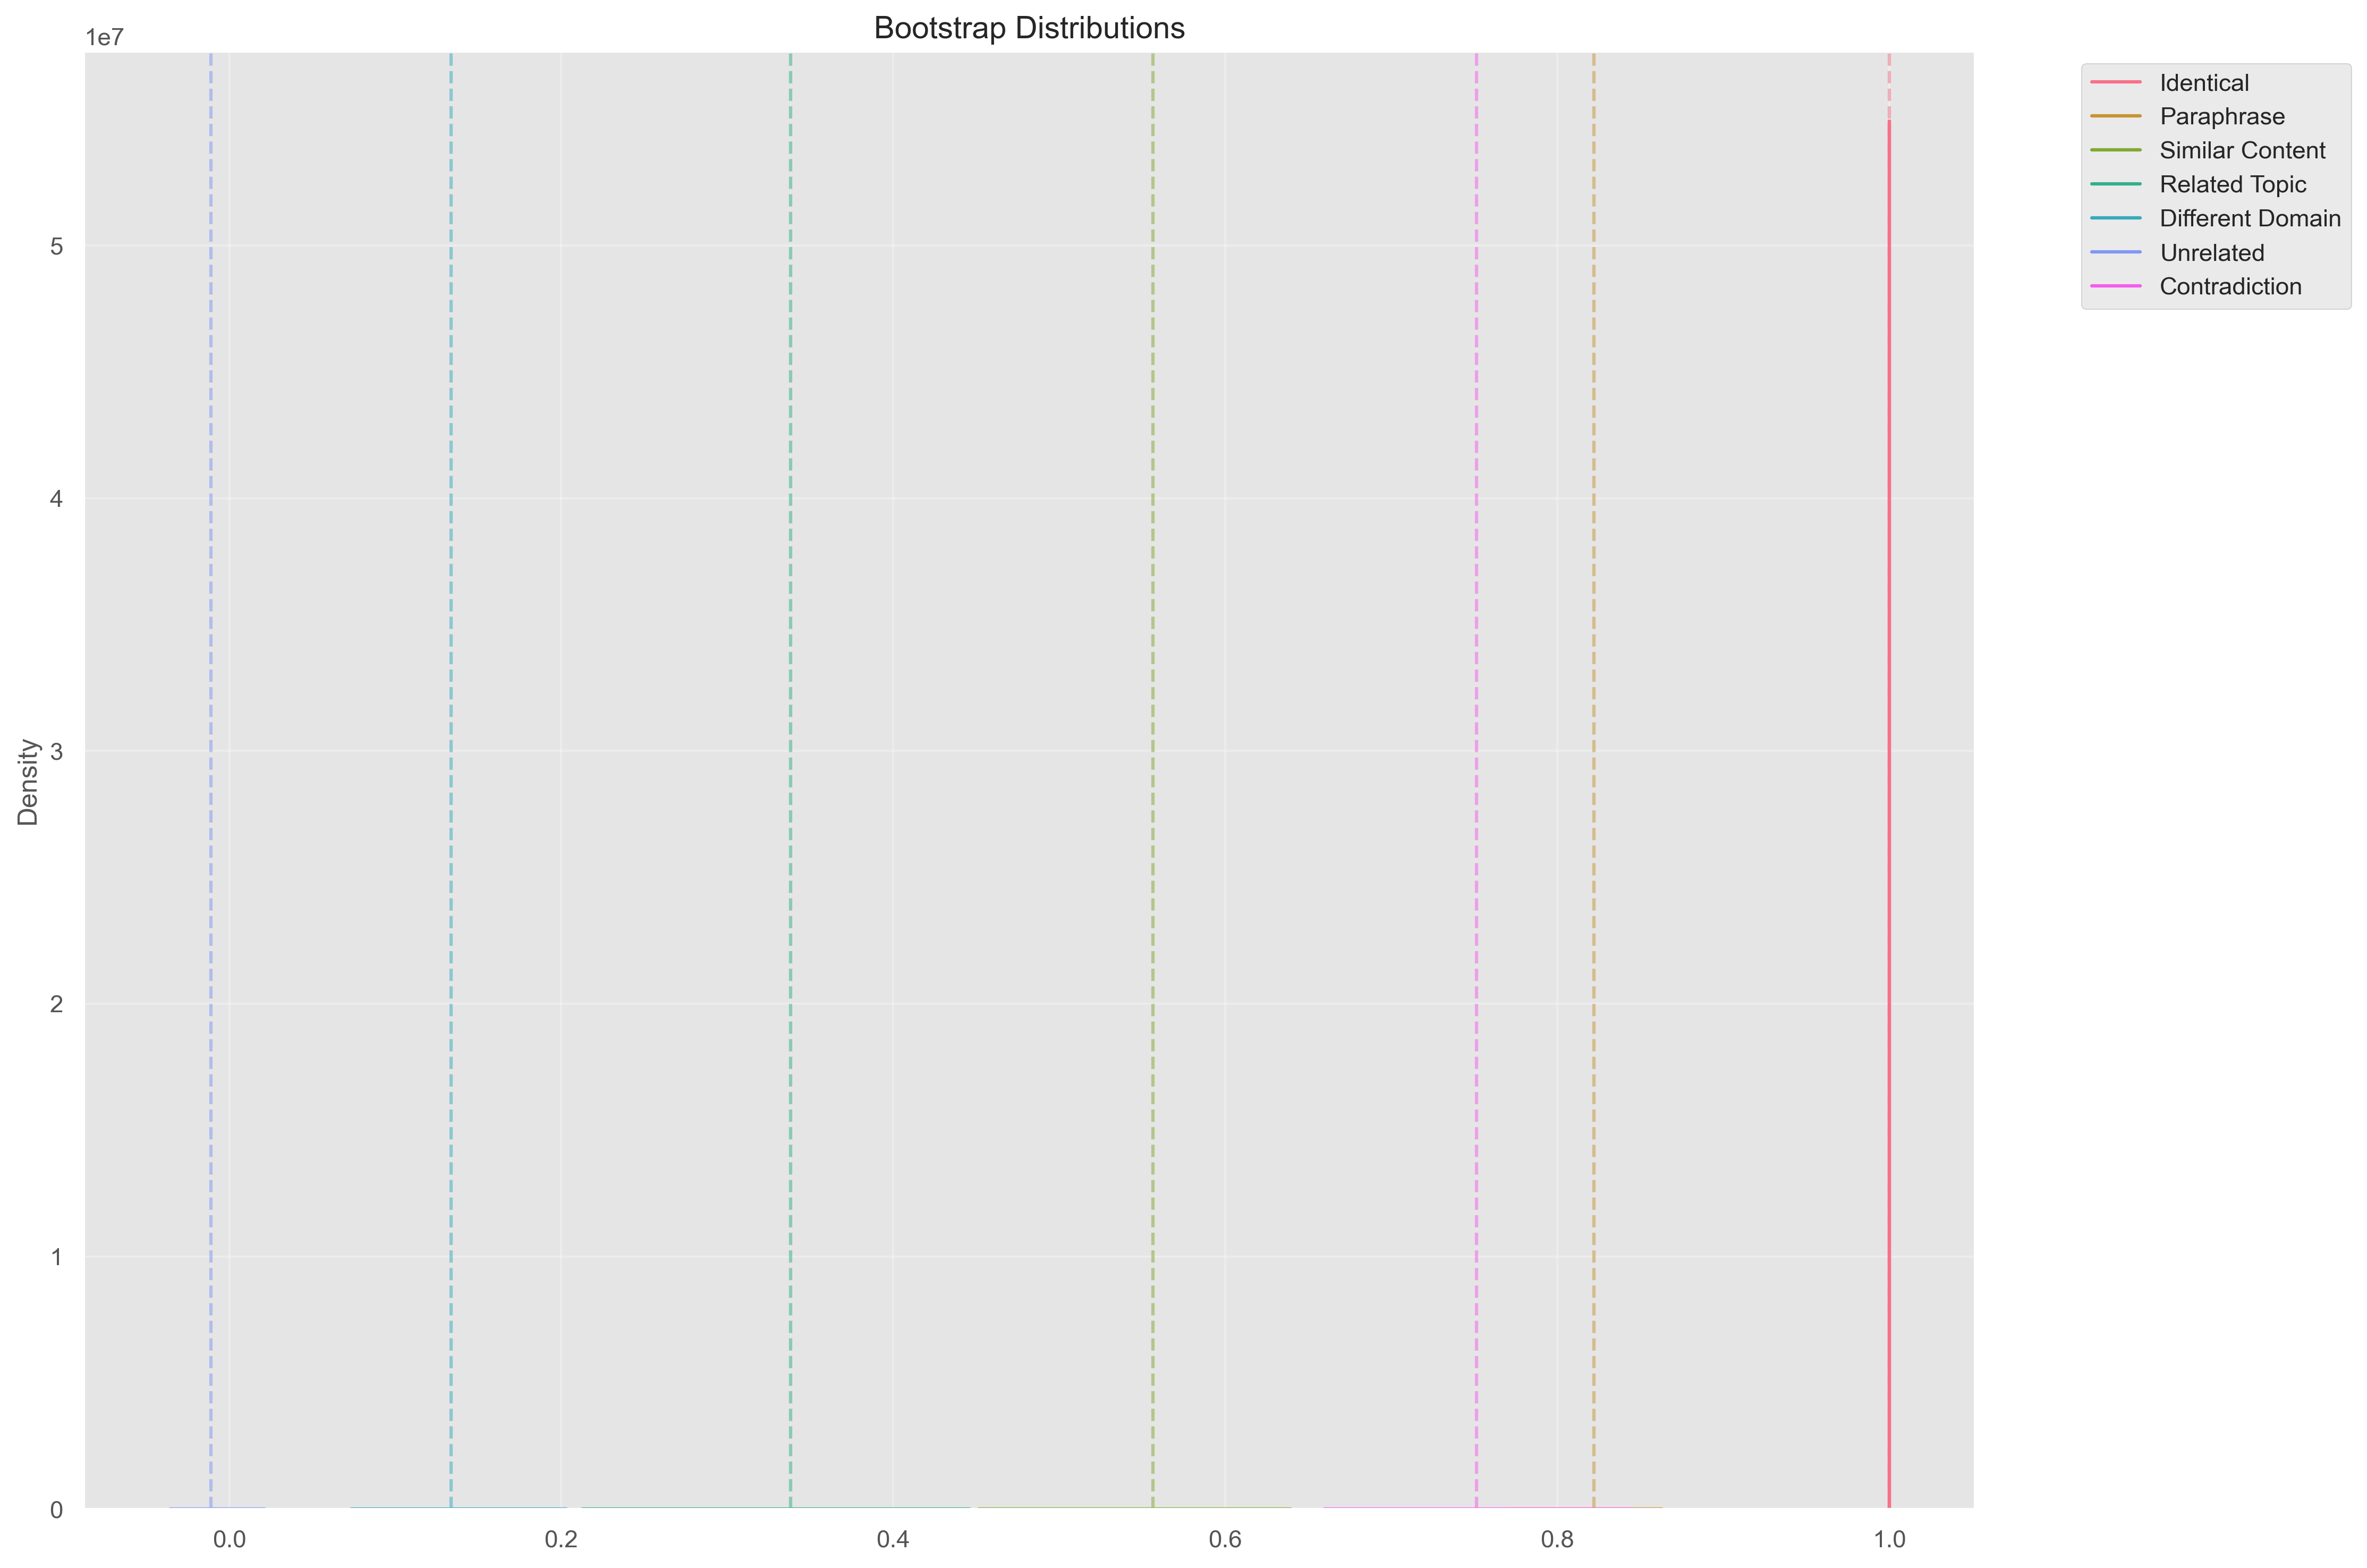 Bootstrap Distributions
1e7
Identical
Paraphrase
Similar Content
Related Topic
Different Domain
Unrelated
Contradiction
Density
5
4
3
2
1
0
0.0 0.2 0.4 0.6 0.8 1.0